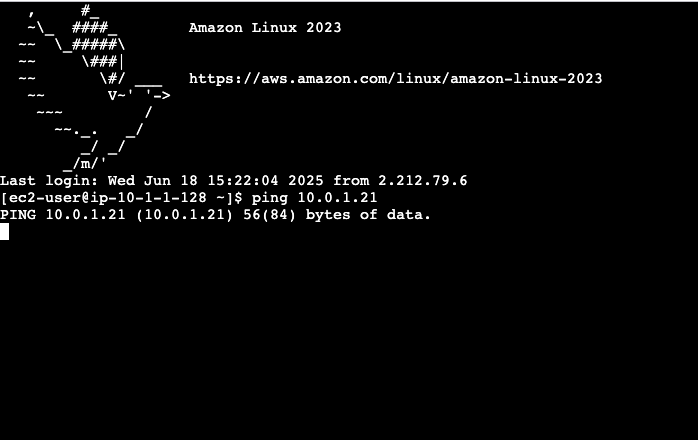 ,     #_
   ~\_  ####_        Amazon Linux 2023
  ~~  \_#####\
  ~~     \###|
  ~~       \#/ ___   https://aws.amazon.com/linux/amazon-linux-2023
   ~~       V~' '->
    ~~~         /
      ~~._.   _/
         _/ _/
       _/m/'
Last login: Wed Jun 18 15:22:04 2025 from 2.212.79.6
[ec2-user@ip-10-1-1-128 ~]$ ping 10.0.1.21
PING 10.0.1.21 (10.0.1.21) 56(84) bytes of data.